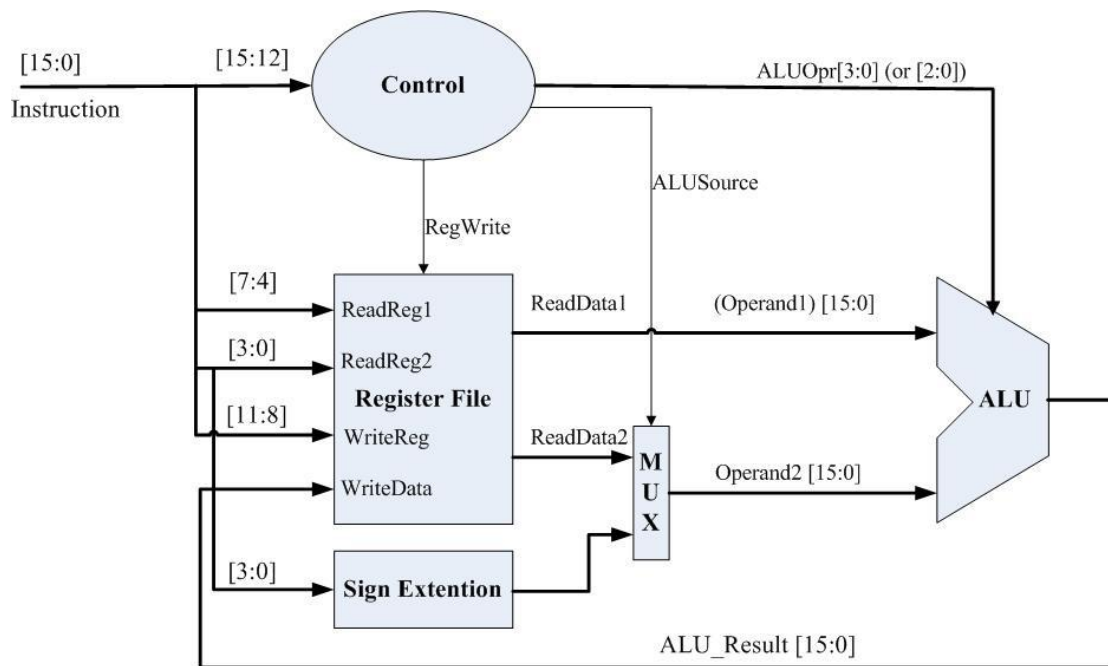 [15:0]
Instruction
[15:12]
Control
ALUOpr[3:0] (or [2:0])
ALUSource
RegWrite
[7:4]
ReadReg1
ReadData1
(Operand1) [15:0]
[3:0]
ReadReg2
Register File
ALU
[11:8]
WriteReg
ReadData2
MUX
Operand2 [15:0]
WriteData
[3:0]
Sign Extention
ALU_Result [15:0]